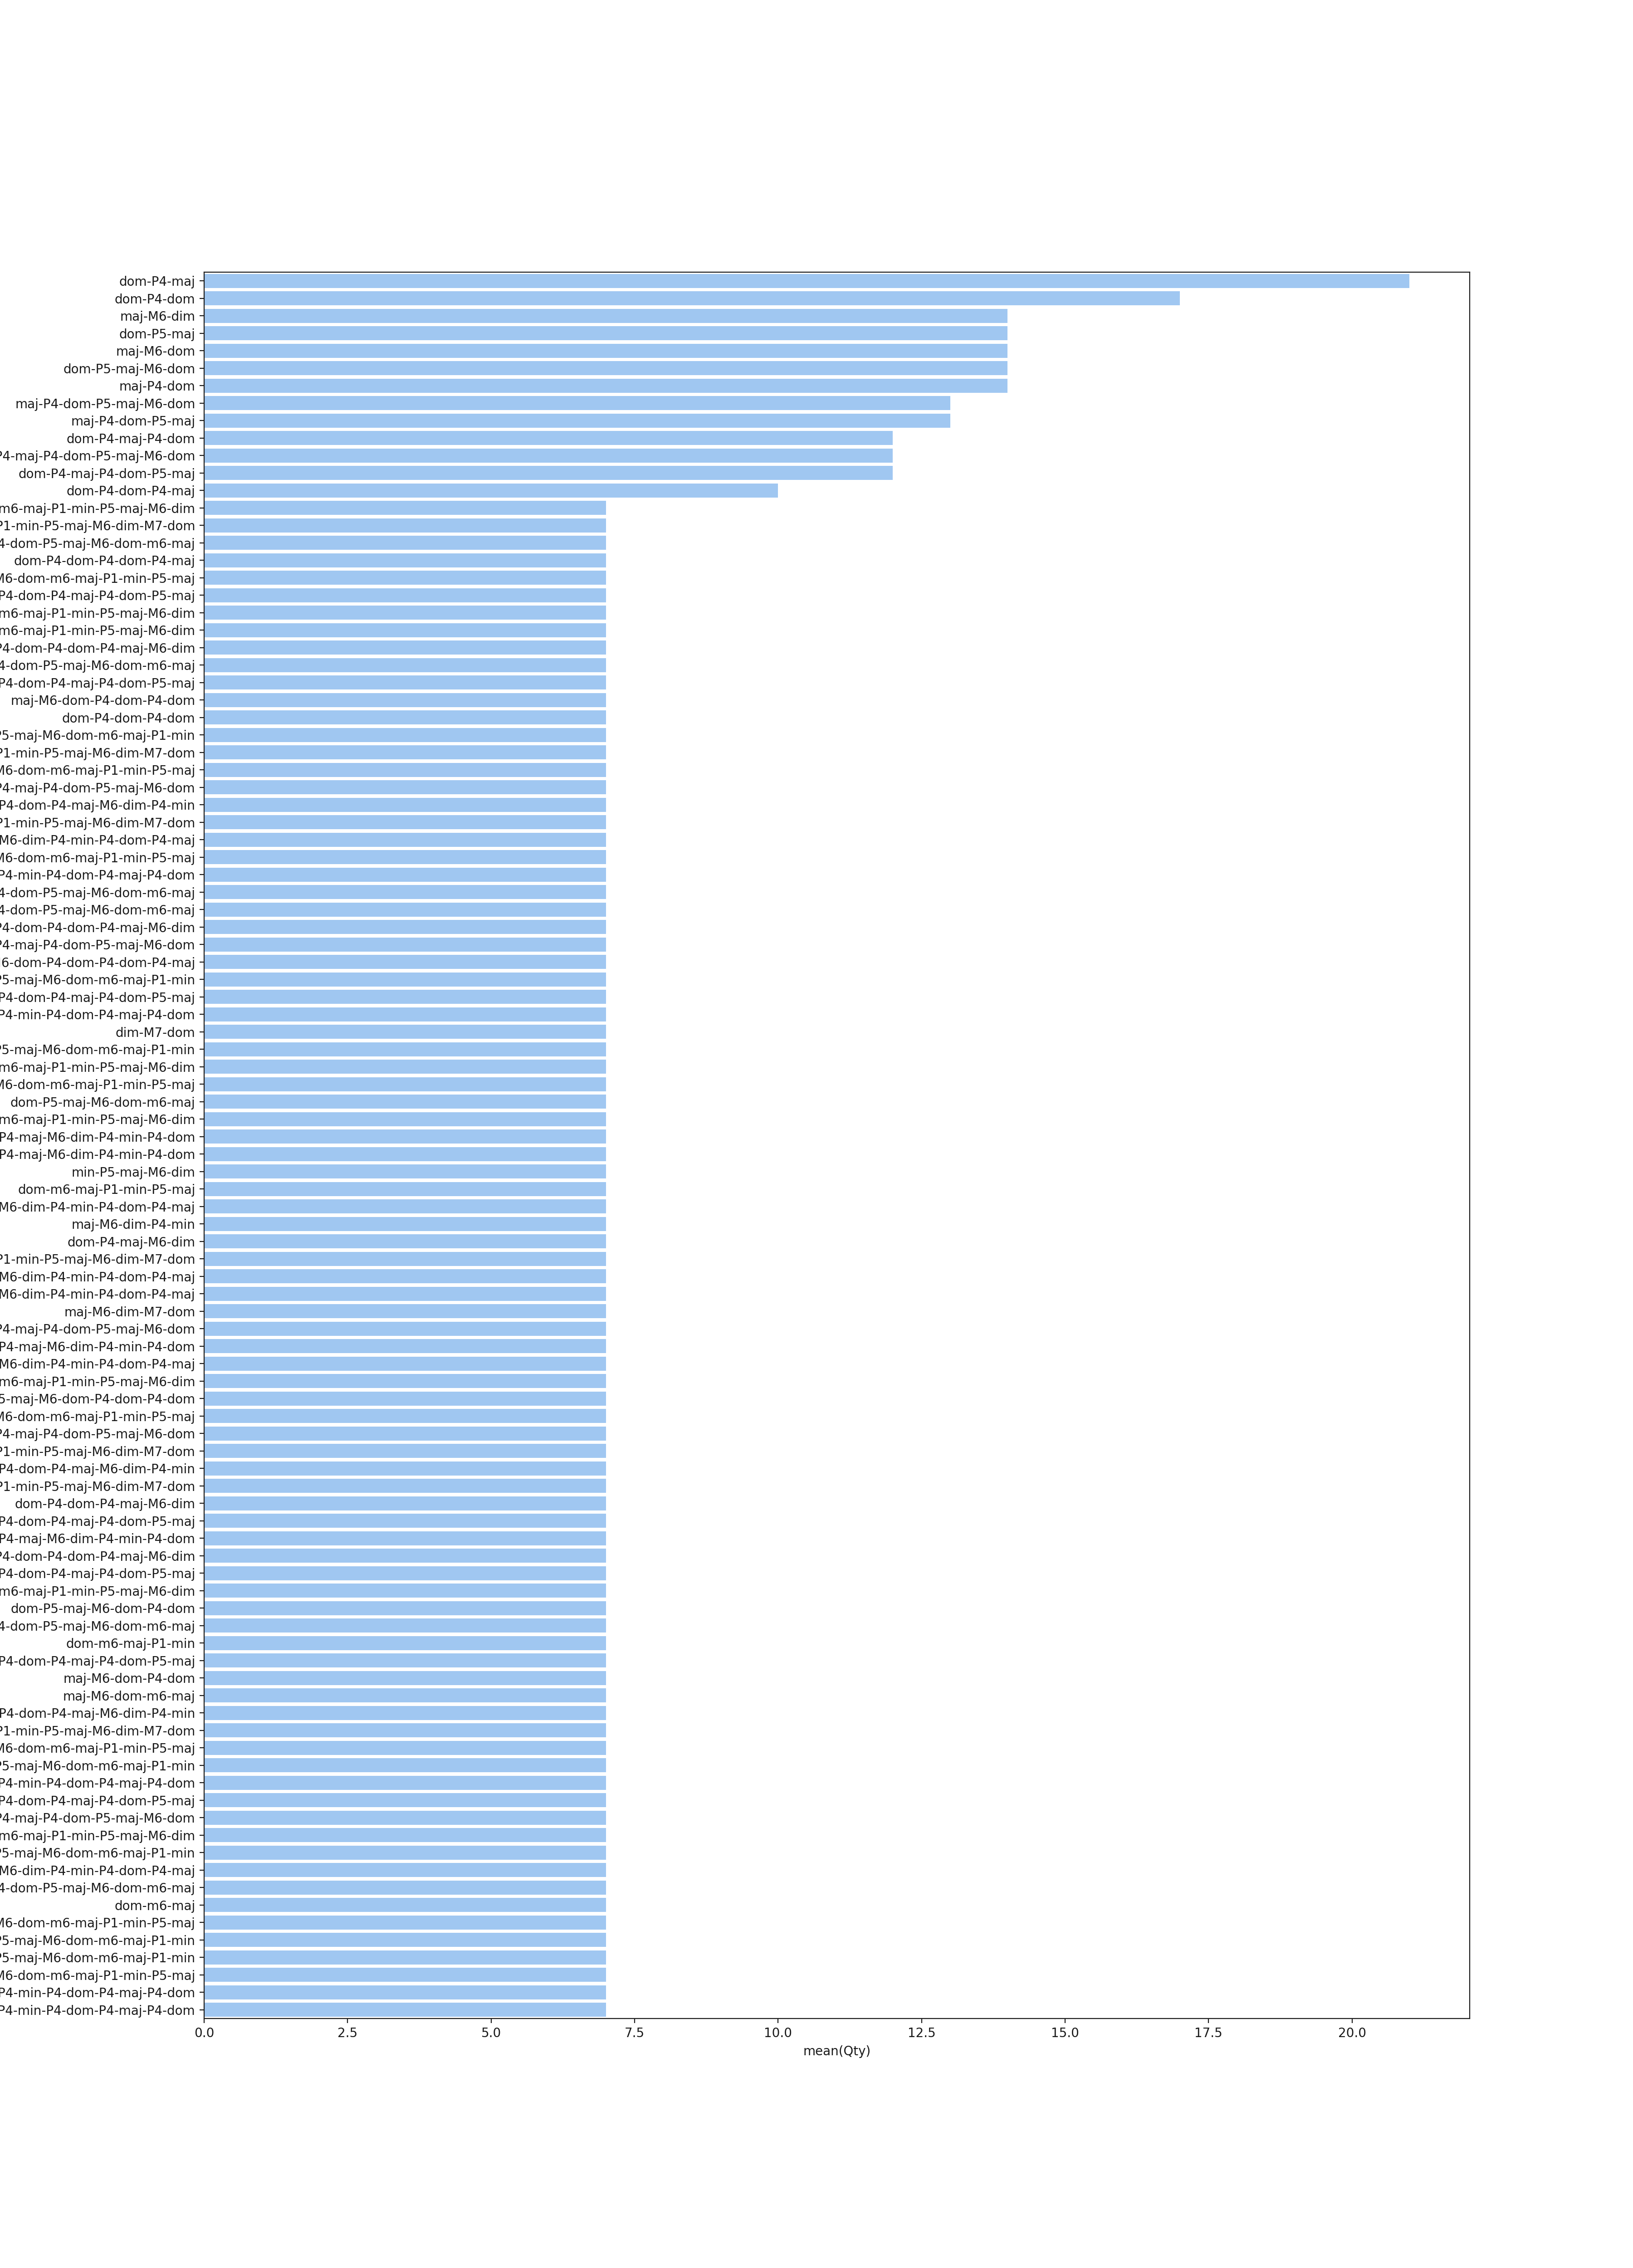 dom-P4-maj
dom-P4-dom
maj-M6-dim
dom-P5-maj
maj-M6-dom
dom-P5-maj-M6-dom
maj-P4-dom
maj-P4-dom-P5-maj-M6-dom
maj-P4-dom-P5-maj
dom-P4-maj-P4-dom
P4-maj-P4-dom-P5-maj-M6-dom
dom-P4-maj-P4-dom-P5-maj
dom-P4-dom-P4-maj
m6-maj-P1-min-P5-maj-M6-dim
P1-min-P5-maj-M6-dim-M7-dom
4-dom-P5-maj-M6-dom-m6-maj
dom-P4-dom-P4-dom-P4-maj
M6-dom-m6-maj-P1-min-P5-maj
P4-dom-P4-maj-P4-dom-P5-maj
m6-maj-P1-min-P5-maj-M6-dim
m6-maj-P1-min-P5-maj-M6-dim
P4-dom-P4-dom-P4-maj-M6-dim
4-dom-P5-maj-M6-dom-m6-maj
P4-dom-P4-maj-P4-dom-P5-maj
maj-M6-dom-P4-dom-P4-dom
dom-P4-dom-P4-dom
P5-maj-M6-dom-m6-maj-P1-min
P1-min-P5-maj-M6-dim-M7-dom
M6-dom-m6-maj-P1-min-P5-maj
P4-maj-P4-dom-P5-maj-M6-dom
P4-dom-P4-maj-M6-dim-P4-min
P1-min-P5-maj-M6-dim-M7-dom
M6-dim-P4-min-P4-dom-P4-maj
M6-dom-m6-maj-P1-min-P5-maj
P4-min-P4-dom-P4-maj-P4-dom
4-dom-P5-maj-M6-dom-m6-maj
4-dom-P5-maj-M6-dom-m6-maj
P4-dom-P4-dom-P4-maj-M6-dim
P4-maj-P4-dom-P5-maj-M6-dom
6-dom-P4-dom-P4-dom-P4-maj
P5-maj-M6-dom-m6-maj-P1-min
P4-dom-P4-maj-P4-dom-P5-maj
P4-min-P4-dom-P4-maj-P4-dom
dim-M7-dom
P5-maj-M6-dom-m6-maj-P1-min
m6-maj-P1-min-P5-maj-M6-dim
M6-dom-m6-maj-P1-min-P5-maj
dom-P5-maj-M6-dom-m6-maj
m6-maj-P1-min-P5-maj-M6-dim
P4-maj-M6-dim-P4-min-P4-dom
P4-maj-M6-dim-P4-min-P4-dom
min-P5-maj-M6-dim
dom-m6-maj-P1-min-P5-maj
M6-dim-P4-min-P4-dom-P4-maj
maj-M6-dim-P4-min
dom-P4-maj-M6-dim
P1-min-P5-maj-M6-dim-M7-dom
M6-dim-P4-min-P4-dom-P4-maj
M6-dim-P4-min-P4-dom-P4-maj
maj-M6-dim-M7-dom
P4-maj-P4-dom-P5-maj-M6-dom
P4-maj-M6-dim-P4-min-P4-dom
M6-dim-P4-min-P4-dom-P4-maj
m6-maj-P1-min-P5-maj-M6-dim
5-maj-M6-dom-P4-dom-P4-dom
M6-dom-m6-maj-P1-min-P5-maj
P4-maj-P4-dom-P5-maj-M6-dom
P1-min-P5-maj-M6-dim-M7-dom
P4-dom-P4-maj-M6-dim-P4-min
P1-min-P5-maj-M6-dim-M7-dom
dom-P4-dom-P4-maj-M6-dim
P4-dom-P4-maj-P4-dom-P5-maj
P4-maj-M6-dim-P4-min-P4-dom
P4-dom-P4-dom-P4-maj-M6-dim
P4-dom-P4-maj-P4-dom-P5-maj
m6-maj-P1-min-P5-maj-M6-dim
dom-P5-maj-M6-dom-P4-dom
4-dom-P5-maj-M6-dom-m6-maj
dom-m6-maj-P1-min
P4-dom-P4-maj-P4-dom-P5-maj
maj-M6-dom-P4-dom
maj-M6-dom-m6-maj
P4-dom-P4-maj-M6-dim-P4-min
P1-min-P5-maj-M6-dim-M7-dom
M6-dom-m6-maj-P1-min-P5-maj
P5-maj-M6-dom-m6-maj-P1-min
P4-min-P4-dom-P4-maj-P4-dom
P4-dom-P4-maj-P4-dom-P5-maj
P4-maj-P4-dom-P5-maj-M6-dom
m6-maj-P1-min-P5-maj-M6-dim
P5-maj-M6-dom-m6-maj-P1-min
M6-dim-P4-min-P4-dom-P4-maj
4-dom-P5-maj-M6-dom-m6-maj
dom-m6-maj
M6-dom-m6-maj-P1-min-P5-maj
P5-maj-M6-dom-m6-maj-P1-min
P5-maj-M6-dom-m6-maj-P1-min
M6-dom-m6-maj-P1-min-P5-maj
P4-min-P4-dom-P4-maj-P4-dom
P4-min-P4-dom-P4-maj-P4-dom
0.0 2.5 5.0 7.5 10.0 12.5 15.0 17.5 20.0
mean(Qty)